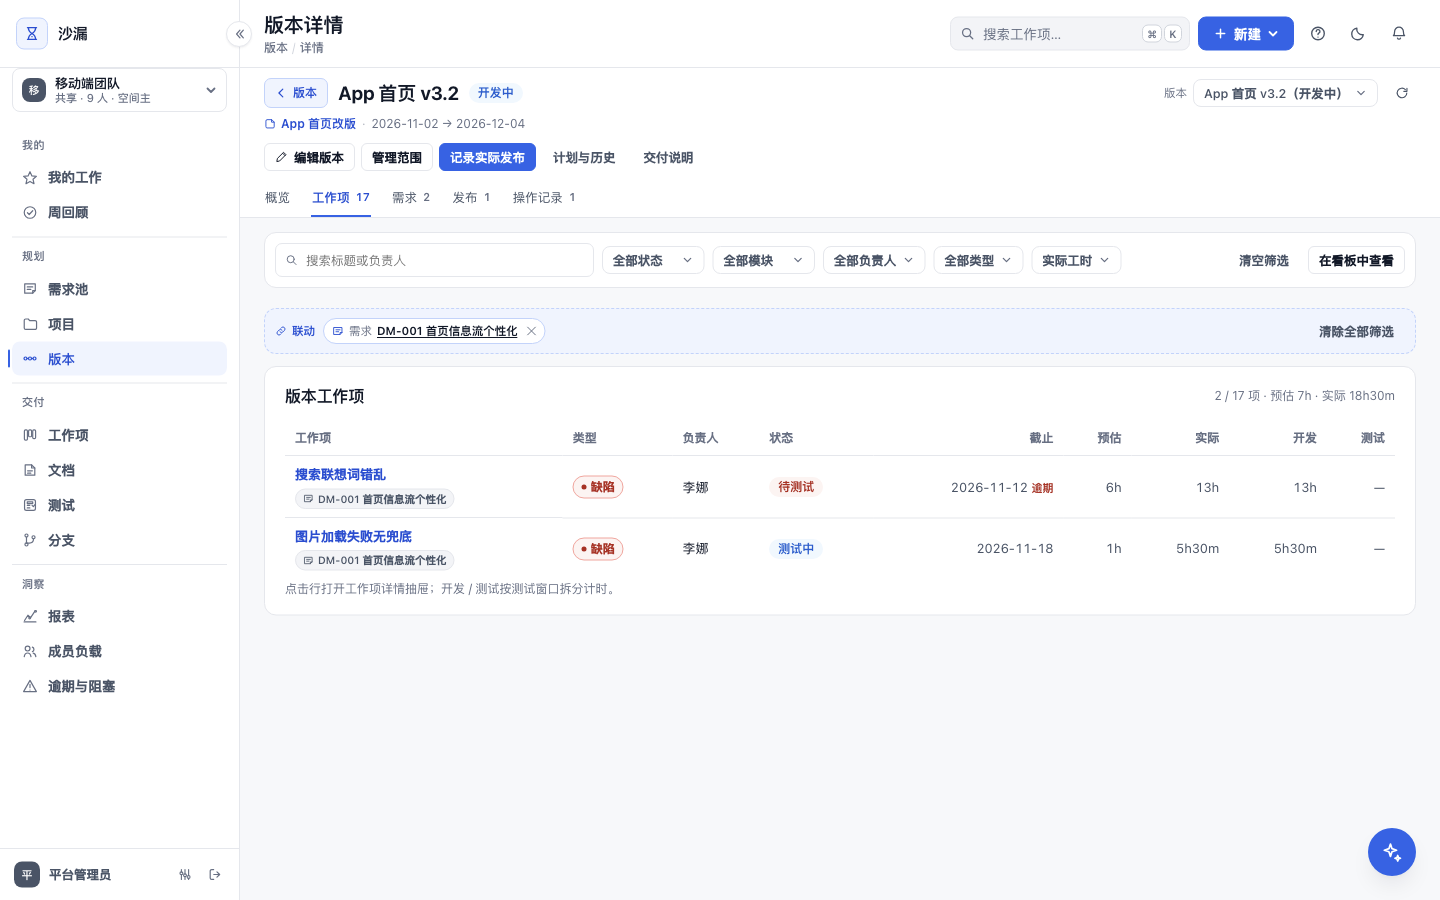 沙漏
移
移动端团队
共享 · 9 人 · 空间主
我的
我的工作
周回顾
规划
需求池
项目
版本
交付
工作项
文档
测试
分支
洞察
报表
成员负载
逾期与阻塞
平
平台管理员
版本详情
版本 / 详情
搜索工作项...
⌘ K
新建
版本
App 首页 v3.2
开发中
版本
App 首页 v3.2（开发中）
App 首页改版 · 2026-11-02 → 2026-12-04
编辑版本
管理范围
记录实际发布
计划与历史
交付说明
概览
工作项 17
需求 2
发布 1
操作记录 1
搜索标题或负责人
全部状态
全部模块
全部负责人
全部类型
实际工时
清空筛选
在看板中查看
联动
需求 DM-001 首页信息流个性化
清除全部筛选
版本工作项
2 / 17 项 · 预估 7h · 实际 18h30m
工作项 类型 负责人 状态 截止 预估 实际 开发 测试
搜索联想词错乱
DM-001 首页信息流个性化
缺陷 李娜 待测试 2026-11-12 逾期 6h 13h 13h —
图片加载失败无兜底
DM-001 首页信息流个性化
缺陷 李娜 测试中 2026-11-18 1h 5h30m 5h30m —
点击行打开工作项详情抽屉；开发 / 测试按测试窗口拆分计时。